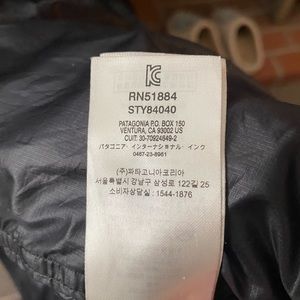 KC
RN51884
STY84040
PATAGONIA P.O. BOX 150
VENTURA, CA 93002 US
CUIT: 30-70924649-2
パタゴニア・インターナショナル・インク
0467-23-8961
(주)파타고니아코리아
서울특별시 강남구 삼성로 122길 25
소비자상담실 : 1544-1876